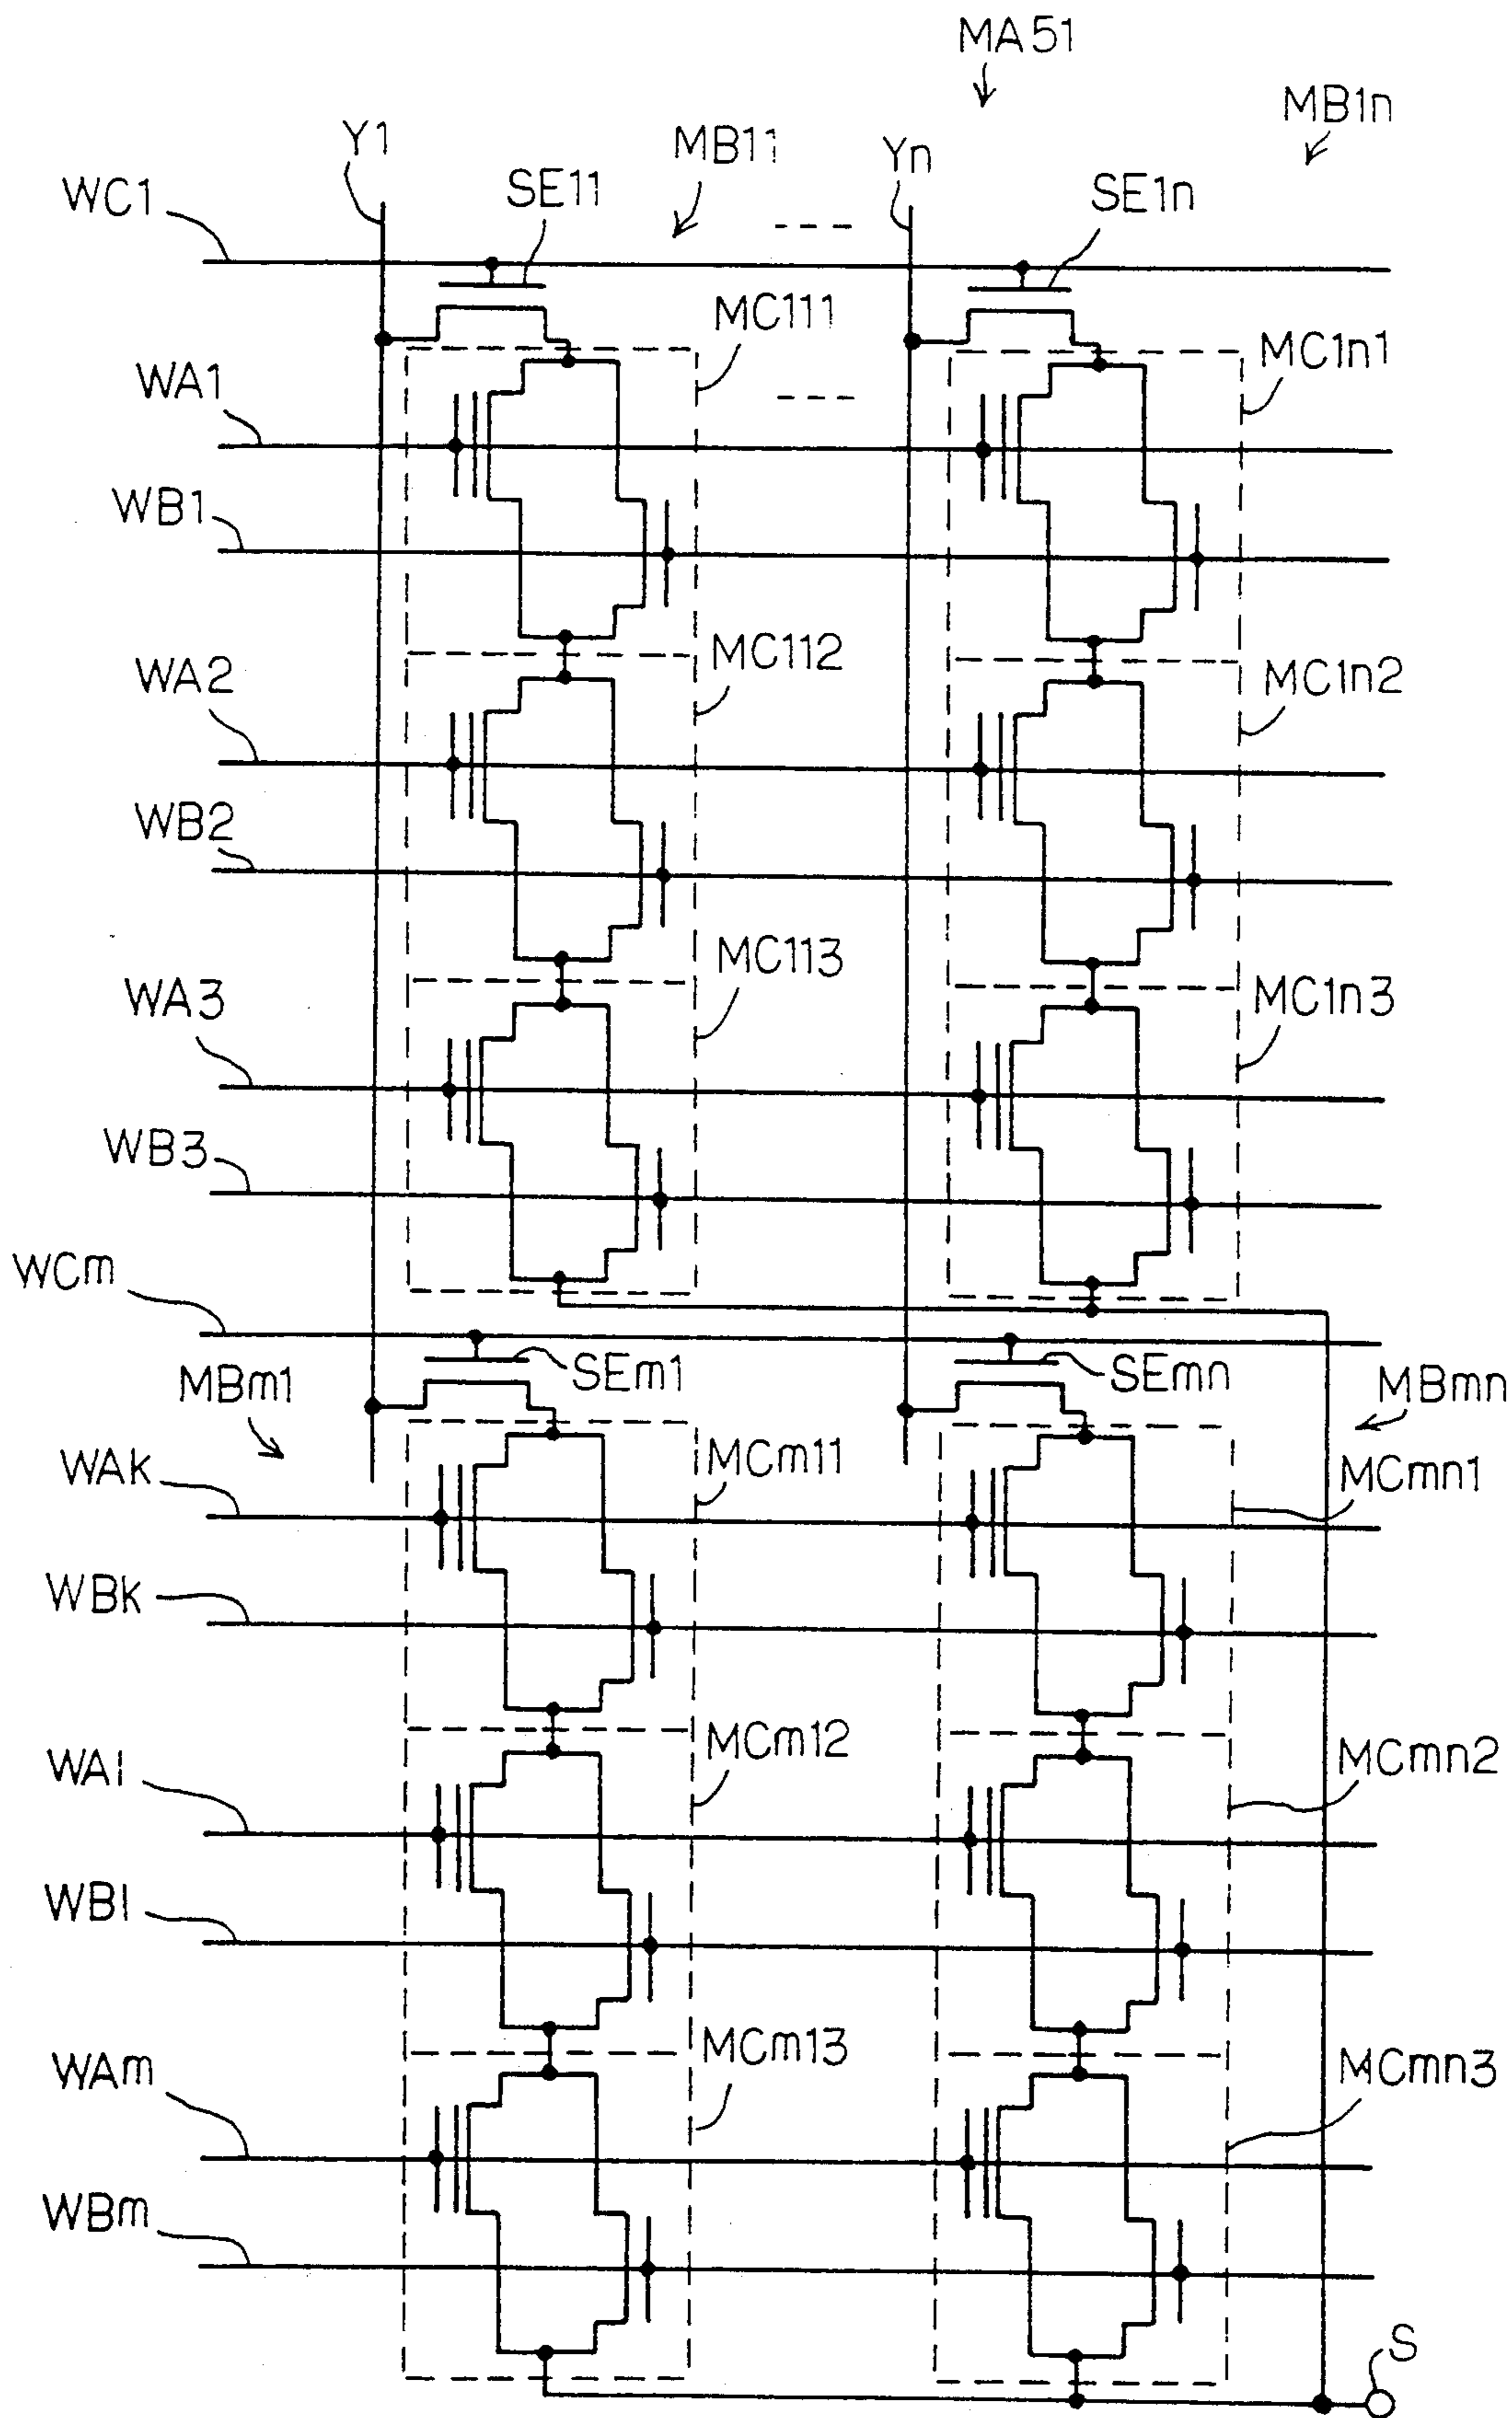 MA51
MB1n
Y1
MB11
Yn
WC1
SE11
SE1n
MC111
MC1n1
WA1
WB1
MC112
WA2
MC1n2
WB2
MC113
WA3
MC1n3
WB3
WCm
MBm1
SEm1
SEmn
MBmn
WAk
MCm11
MCmn1
WBk
WAl
MCm12
MCmn2
WBl
WAm
MCm13
MCmn3
WBm
S